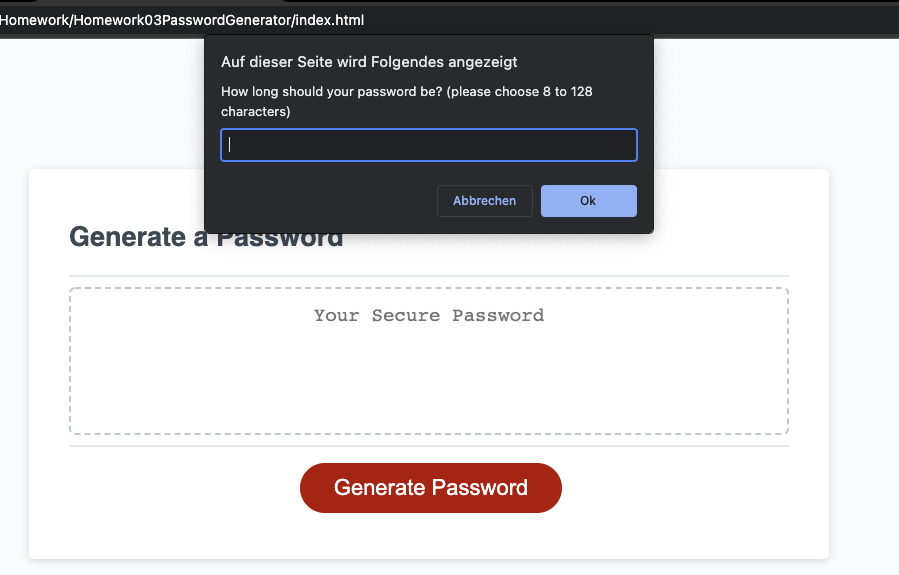 Homework/Homework03PasswordGenerator/index.html
Auf dieser Seite wird Folgendes angezeigt
How long should your password be? (please choose 8 to 128
characters)
Abbrechen
Ok
Generate a Password
Your Secure Password
Generate Password